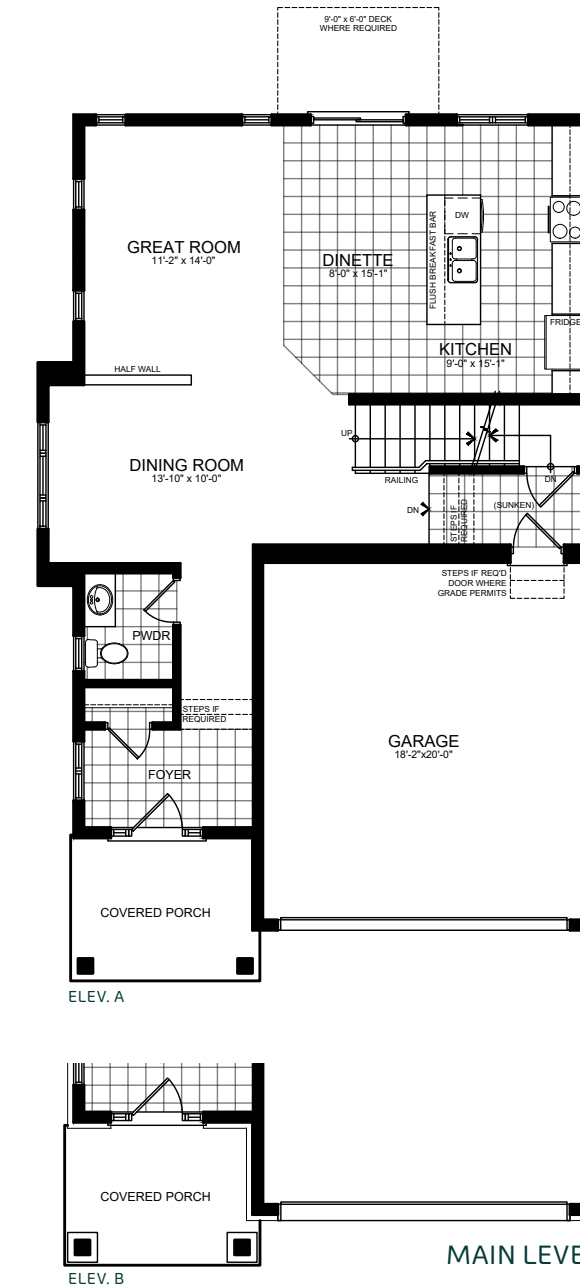 9'-0" x 6'-0" DECK
WHERE REQUIRED
GREAT ROOM
11'-2" x 14'-0"
DINETTE
8'-0" x 15'-1"
FLUSH BREAKFAST BAR
DW
FRIDGE
KITCHEN
9'-0" x 15'-1"
HALF WALL
UP
DINING ROOM
13'-10" x 10'-0"
RAILING
DN
DN
(SUNKEN)
STEPS IF
REQUIRED
STEPS IF REQ'D
DOOR WHERE
GRADE PERMITS
PWDR
STEPS IF
REQUIRED
FOYER
GARAGE
18'-2"x20'-0"
COVERED PORCH
ELEV. A
COVERED PORCH
MAIN LEVE
ELEV. B